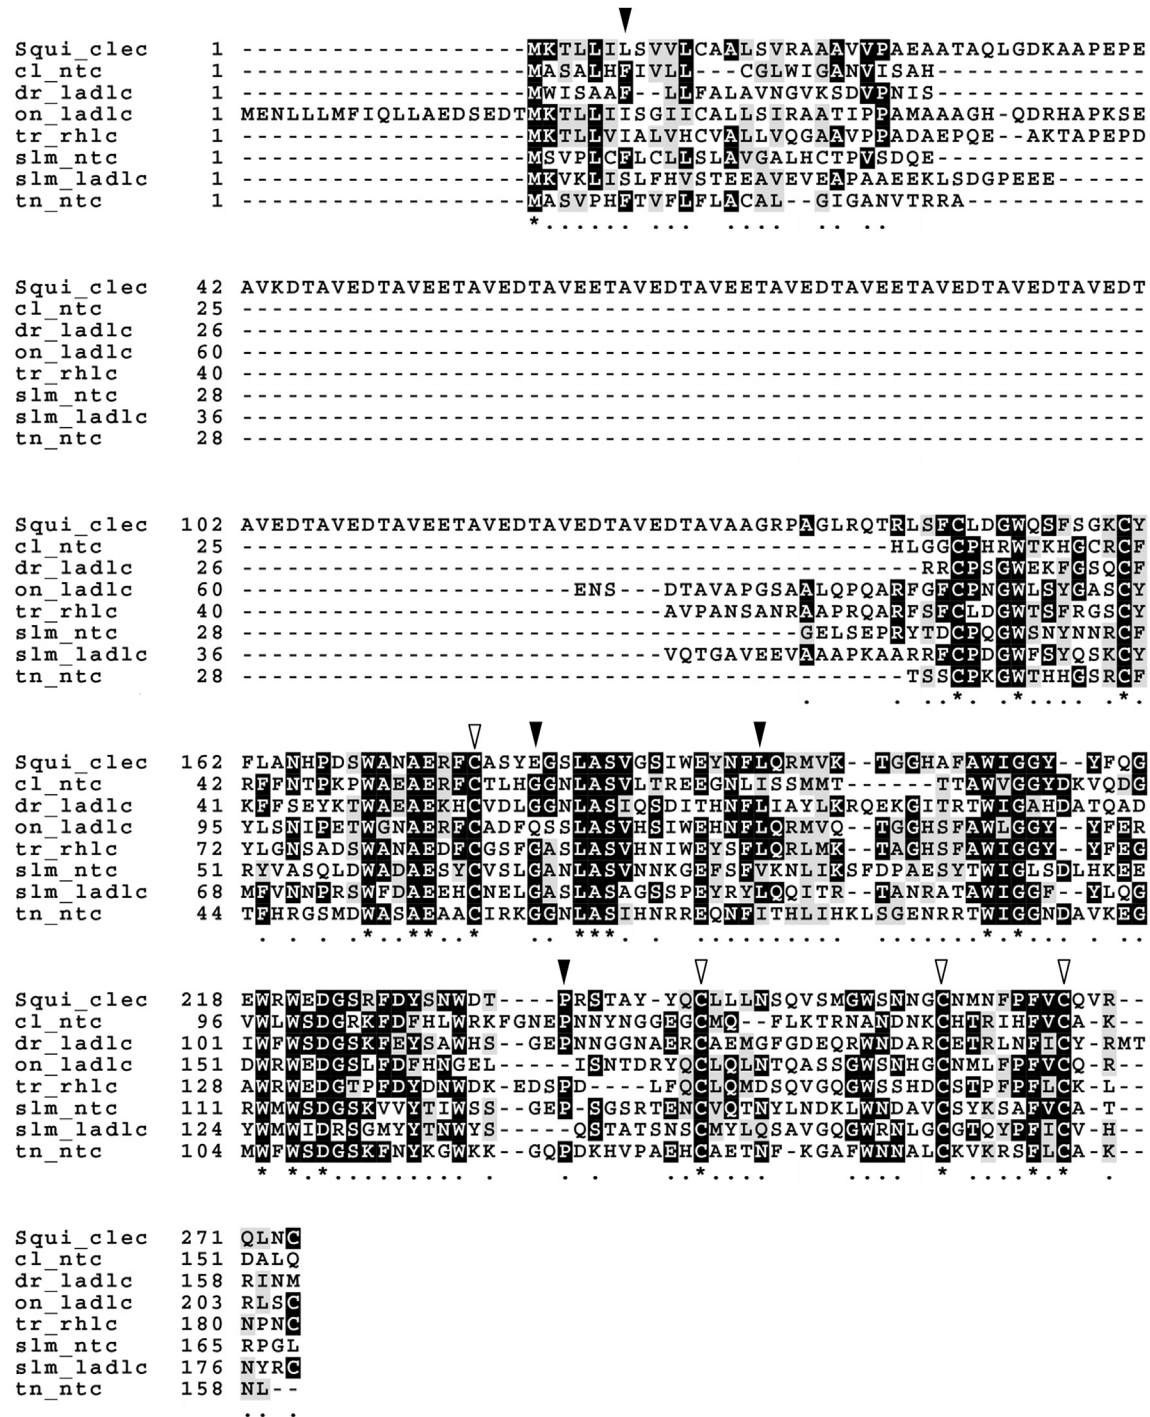 Squi_clec 1 -------------------MKTLLILSVVLCAALSVRAAAVVPAEAATAQLGDKAAPEPE
cl_ntc 1 -------------------MASALHFIVLL---CGLWIGANVISAH--------------
dr_ladlc 1 -------------------MWISAAF--LLFALAVNGVKSDVPNIS--------------
on_ladlc 1 MENLLLMFIQLLAEDSEDTMKTLLIISGIICALLSIRAATIPPAMAAAGH-QDRHAPKSE
tr_rhlc 1 -------------------MKTLLVIALVHCVALLVQGAAVPPADAEPQE--AKTAPEPD
slm_ntc 1 -------------------MSVPLCFLCLLSLAVGALHCTPVSDQE--------------
slm_ladlc 1 -------------------MKVKLISLFHVSTEEAVEVEAPAAEEKLSDGPEEE------
tn_ntc 1 -------------------MASVPHFTVFLFLACAL--GIGANVTRRA------------
*...... ... .... .. ..
Squi_clec 42 AVKDTAVEDTAVEETAVEDTAVEETAVEDTAVEETAVEDTAVEETAVEDTAVEDTAVEDT
cl_ntc 25 ------------------------------------------------------------
dr_ladlc 26 ------------------------------------------------------------
on_ladlc 60 ------------------------------------------------------------
tr_rhlc 40 ------------------------------------------------------------
slm_ntc 28 ------------------------------------------------------------
slm_ladlc 36 ------------------------------------------------------------
tn_ntc 28 ------------------------------------------------------------
Squi_clec 102 AVEDTAVEDTAVEETAVEDTAVEDTAVEDTAVAAGRPAGLRQTRLSFCLDGWQSFSGKCY
cl_ntc 25 -------------------------------------------HLGGCPHRWTKHGCRCF
dr_ladlc 26 ---------------------------------------------RRCPSGWEKFGSQCF
on_ladlc 60 ----------------------ENS---DTAVAPGSAALQPQARFGFCPNGWLSYGASCY
tr_rhlc 40 ----------------------------AVPANSANRAAPRQARFSFCLDGWTSFRGSCY
slm_ntc 28 -------------------------------------GELSEPRYTDCPQGWSNYNNRCF
slm_ladlc 36 ----------------------------VQTGAVEEVAAAPKAARRFCPDGWFSYQSKCY
tn_ntc 28 --------------------------------------------TSSCPKGWTHHGSRCF
. . ..*. ..*.... .*.
Squi_clec 162 FLANHPDSWANAERFCASYEGSLASVGSIWEYNFLQRMVK--TGGHAFAWIGGY--YFQG
cl_ntc 42 RFFNTPKPWAEAERFCTLHGGNLASVLTREEGNLISSMMT------TTAWVGGYDKVQDG
dr_ladlc 41 KFFSEYKTWAEAEKHCVDLGGNLASIQSDITHNFLIAYLKRQEKGITRTWIGAHDATQAD
on_ladlc 95 YLSNIPETWGNAERFCADFQSSLASVHSIWEHNFLQRMVQ--TGGHSFAWLGGY--YFER
tr_rhlc 72 YLGNSADSWANAEDFCGSFGASLASVHNIWEYSFLQRLMK--TAGHSFAWIGGY--YFEG
slm_ntc 51 RYVASQLDWADAESYCVSLGANLASVNNKGEFSFVKNLIKSFDPAESYTWIGLSDLHKEE
slm_ladlc 68 MFVNNPRSWFDAEEHCNELGASLASAGSSPEYRYLQQITR--TANRATAWIGGF--YLQG
tn_ntc 44 TFHRGSMDWASAEAACIRKGGNLASIHNRREQNFITHLIHKLSGENRRTWIGGNDAVKEG
. . . ..*..**..* .. .***. . .......... .......*.*... . ..
Squi_clec 218 EWRWEDGSRFDYSNWDT----PRSTAY-YQCLLLNSQVSMGWSNNGCNMNFPFVCQVR--
cl_ntc 96 VWLWSDGRKFDFHLWRKFGNEPNNYNGGEGCMQ--FLKTRNANDNKCHTRIHFVCA-K--
dr_ladlc 101 IWFWSDGSKFEYSAWHS--GEPNNGGNAERCAEMGFGDEQRWNDARCETRLNFICY-RMT
on_ladlc 151 DWRWEDGSLFDFHNGEL-----ISNTDRYQCLQLNTQASSGWSNHGCNMLFPFVCQ-R--
tr_rhlc 128 AWRWEDGTPFDYDNWDK-EDSPD----LFQCLQMDSQVGQGWSSHDCSTPFPFLCK-L--
slm_ntc 111 RWMWSDGSKVVYTIWSS--GEP-SGSRTENCVQTNYLNDKLWNDAVCSYKSAFVCA-T--
slm_ladlc 124 YWMWIDRSGMYYTNWYS-----QSTATSNSCMYLQSAVGQGWRNLGCGTQYPFICV-H--
tn_ntc 104 MWFWSDGSKFNYKGWKK--GQPDKHVPAEHCAETNF-KGAFWNNALCKVKRSFLCA-K--
.*.*.*......... . . . ..*.... ....  .*.....*.* .
Squi_clec 271 QLNC
cl_ntc 151 DALQ
dr_ladlc 158 RINM
on_ladlc 203 RLSC
tr_rhlc 180 NPNC
slm_ntc 165 RPGL
slm_ladlc 176 NYRC
tn_ntc 158 NL--
.. .